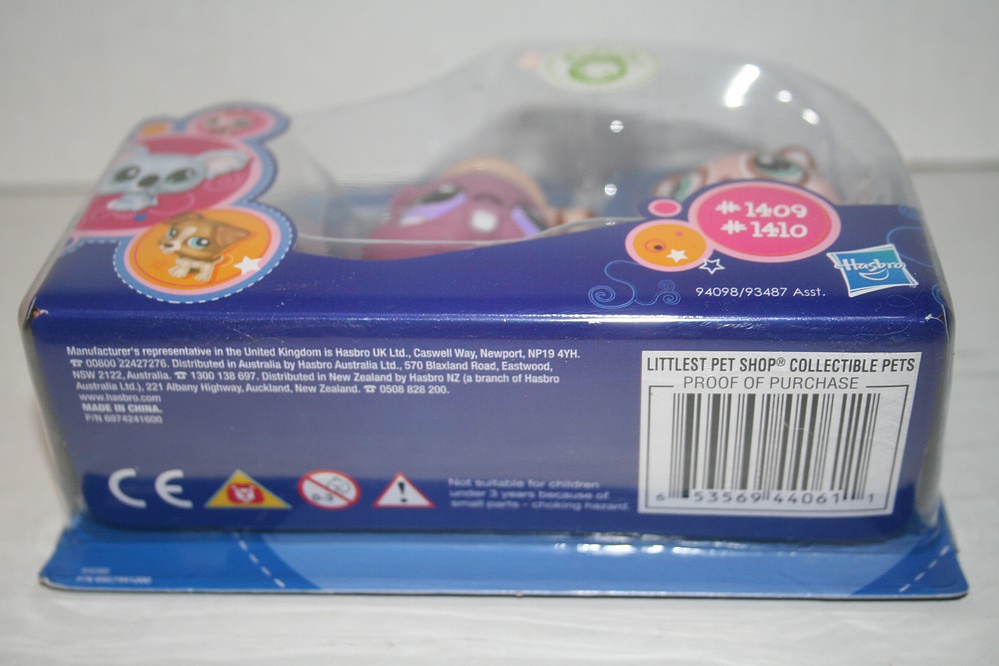 #1409
#1410
Hasbro
94098/93487 Asst.
Manufacturer's representative in the United Kingdom is Hasbro UK Ltd., Caswell Way, Newport, NP19 4YH.
☎ 00800 22427276. Distributed in Australia by Hasbro Australia Ltd., 570 Blaxland Road, Eastwood,
NSW 2122, Australia. ☎ 1300 138 697. Distributed in New Zealand by Hasbro NZ (a branch of Hasbro
Australia Ltd.), 221 Albany Highway, Auckland, New Zealand. ☎ 0508 828 200.
www.hasbro.com
MADE IN CHINA.
P/N 6974241600
CE
0-3
Not suitable for children
under 3 years because of
small parts - choking hazard.
LITTLEST PET SHOP® COLLECTIBLE PETS
PROOF OF PURCHASE
6 53569 44061 1